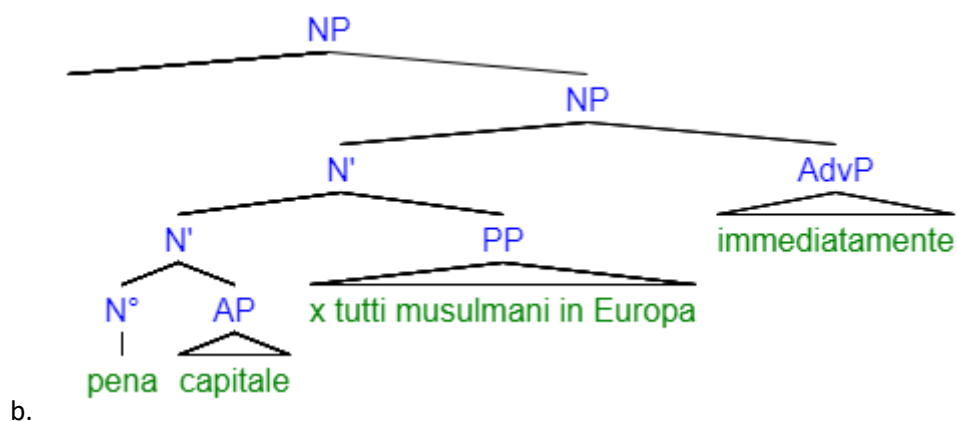 NP
NP
N' AdvP
N' PP immediatamente
N° AP x tutti musulmani in Europa
pena capitale
b.